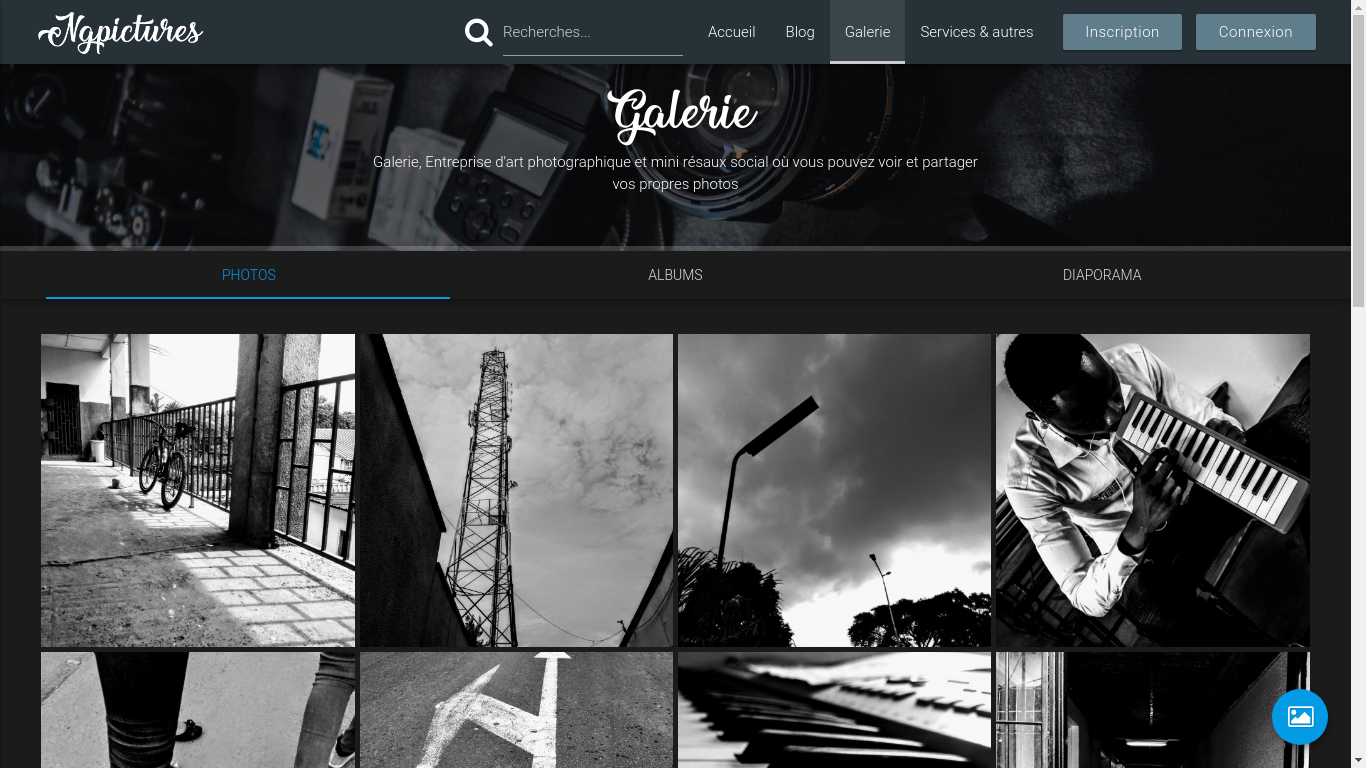 Ngpictures
Recherches...
Accueil
Blog
Galerie
Services & autres
Inscription
Connexion
Galerie
Galerie, Entreprise d'art photographique et mini résaux social où vous pouvez voir et partager
vos propres photos
PHOTOS
ALBUMS
DIAPORAMA